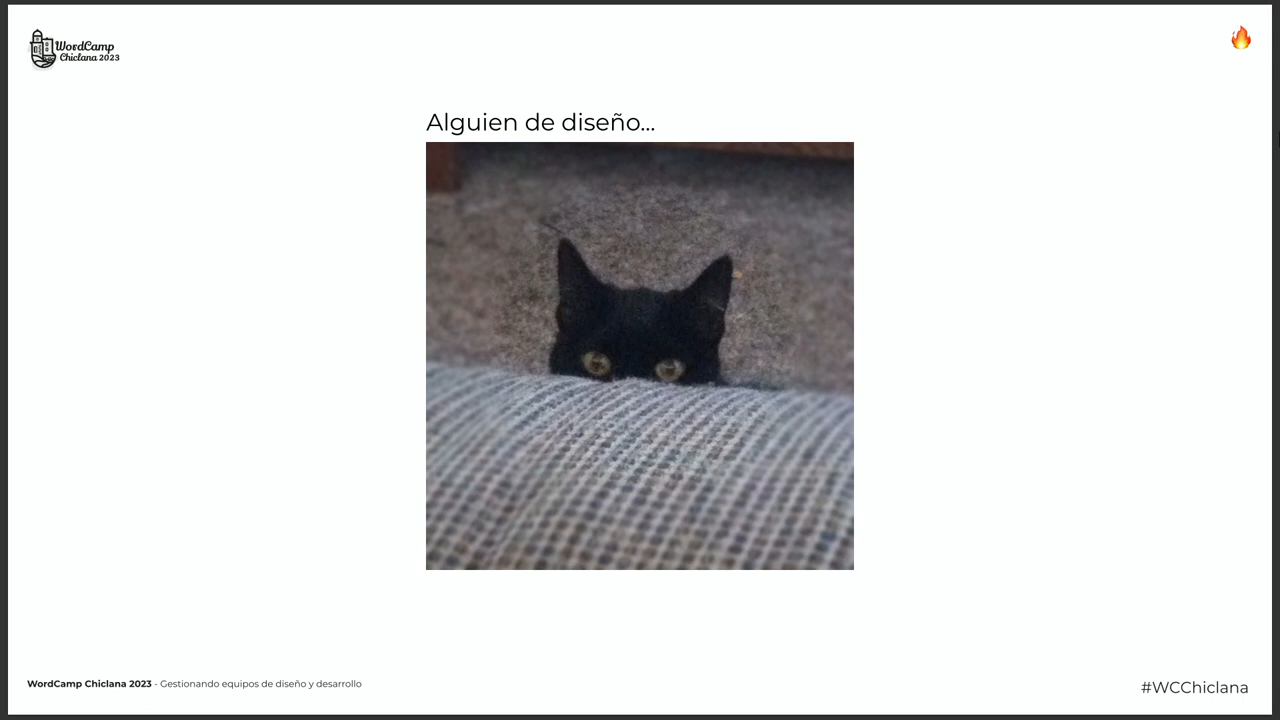 WordCamp
Chiclana 2023
Alguien de diseño...
WordCamp Chiclana 2023 - Gestionando equipos de diseño y desarrollo
#WCChiclana